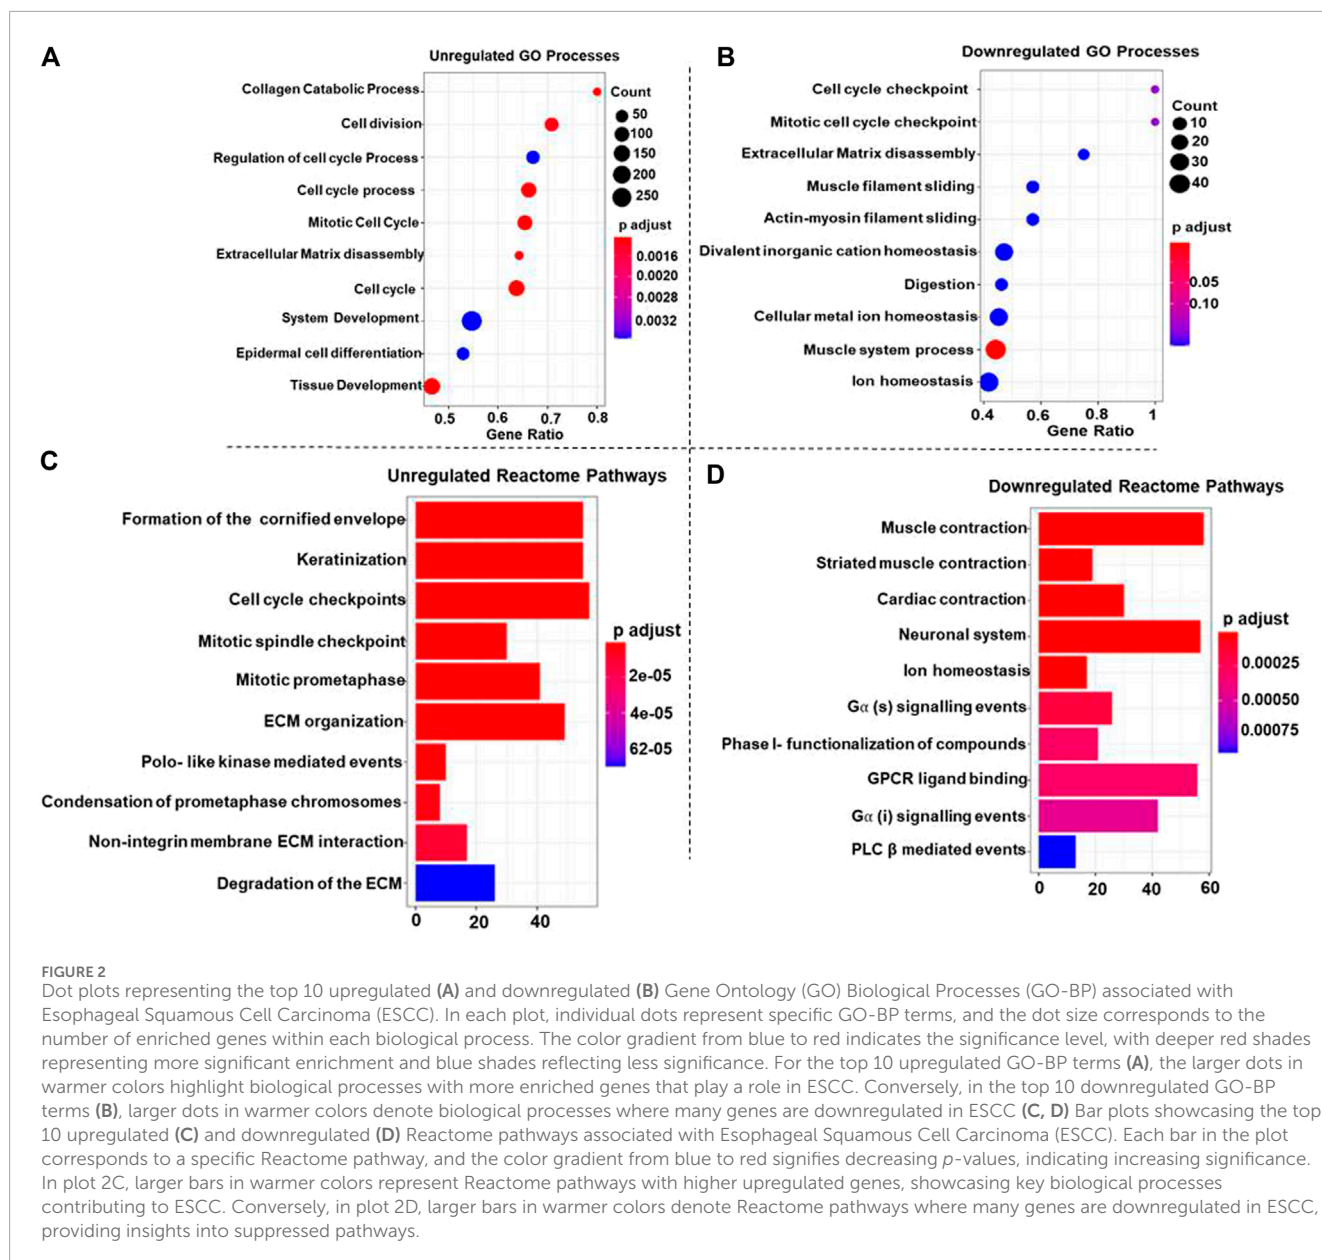 A
Unregulated GO Processes
Collagen Catabolic Process
Cell division
Regulation of cell cycle Process
Cell cycle process
Mitotic Cell Cycle
Extracellular Matrix disassembly
Cell cycle
System Development
Epidermal cell differentiation
Tissue Development
0.5 0.6 0.7 0.8
Gene Ratio
Count
50
100
150
200
250
p adjust
0.0016
0.0020
0.0028
0.0032
B
Downregulated GO Processes
Cell cycle checkpoint
Mitotic cell cycle checkpoint
Extracellular Matrix disassembly
Muscle filament sliding
Actin-myosin filament sliding
Divalent inorganic cation homeostasis
Digestion
Cellular metal ion homeostasis
Muscle system process
Ion homeostasis
0.4 0.6 0.8 1
Gene Ratio
Count
10
20
30
40
p adjust
0.05
0.10
C
Unregulated Reactome Pathways
Formation of the cornified envelope
Keratinization
Cell cycle checkpoints
Mitotic spindle checkpoint
Mitotic prometaphase
ECM organization
Polo- like kinase mediated events
Condensation of prometaphase chromosomes
Non-integrin membrane ECM interaction
Degradation of the ECM
0 20 40
p adjust
2e-05
4e-05
62-05
D
Downregulated Reactome Pathways
Muscle contraction
Striated muscle contraction
Cardiac contraction
Neuronal system
Ion homeostasis
Gα (s) signalling events
Phase I- functionalization of compounds
GPCR ligand binding
Gα (i) signalling events
PLC β mediated events
0 20 40 60
p adjust
0.00025
0.00050
0.00075
FIGURE 2
Dot plots representing the top 10 upregulated (A) and downregulated (B) Gene Ontology (GO) Biological Processes (GO-BP) associated with
Esophageal Squamous Cell Carcinoma (ESCC). In each plot, individual dots represent specific GO-BP terms, and the dot size corresponds to the
number of enriched genes within each biological process. The color gradient from blue to red indicates the significance level, with deeper red shades
representing more significant enrichment and blue shades reflecting less significance. For the top 10 upregulated GO-BP terms (A), the larger dots in
warmer colors highlight biological processes with more enriched genes that play a role in ESCC. Conversely, in the top 10 downregulated GO-BP
terms (B), larger dots in warmer colors denote biological processes where many genes are downregulated in ESCC (C, D) Bar plots showcasing the top
10 upregulated (C) and downregulated (D) Reactome pathways associated with Esophageal Squamous Cell Carcinoma (ESCC). Each bar in the plot
corresponds to a specific Reactome pathway, and the color gradient from blue to red signifies decreasing p-values, indicating increasing significance.
In plot 2C, larger bars in warmer colors represent Reactome pathways with higher upregulated genes, showcasing key biological processes
contributing to ESCC. Conversely, in plot 2D, larger bars in warmer colors denote Reactome pathways where many genes are downregulated in ESCC,
providing insights into suppressed pathways.